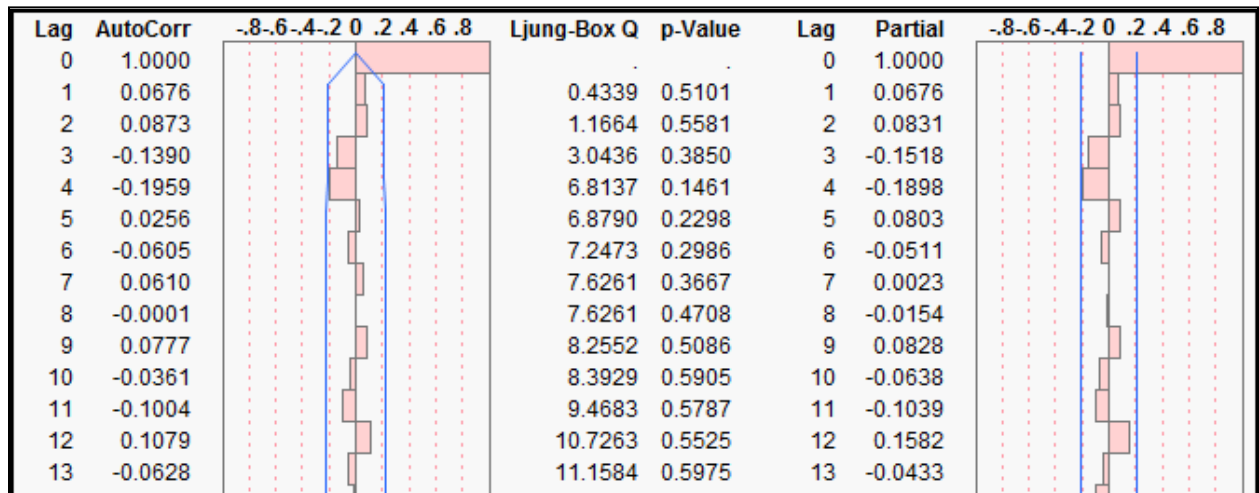 Lag AutoCorr -.8-.6-.4-.2 0 .2 .4 .6 .8 Ljung-Box Q p-Value Lag Partial -.8-.6-.4-.2 0 .2 .4 .6 .8
0 1.0000 . . 0 1.0000
1 0.0676 0.4339 0.5101 1 0.0676
2 0.0873 1.1664 0.5581 2 0.0831
3 -0.1390 3.0436 0.3850 3 -0.1518
4 -0.1959 6.8137 0.1461 4 -0.1898
5 0.0256 6.8790 0.2298 5 0.0803
6 -0.0605 7.2473 0.2986 6 -0.0511
7 0.0610 7.6261 0.3667 7 0.0023
8 -0.0001 7.6261 0.4708 8 -0.0154
9 0.0777 8.2552 0.5086 9 0.0828
10 -0.0361 8.3929 0.5905 10 -0.0638
11 -0.1004 9.4683 0.5787 11 -0.1039
12 0.1079 10.7263 0.5525 12 0.1582
13 -0.0628 11.1584 0.5975 13 -0.0433